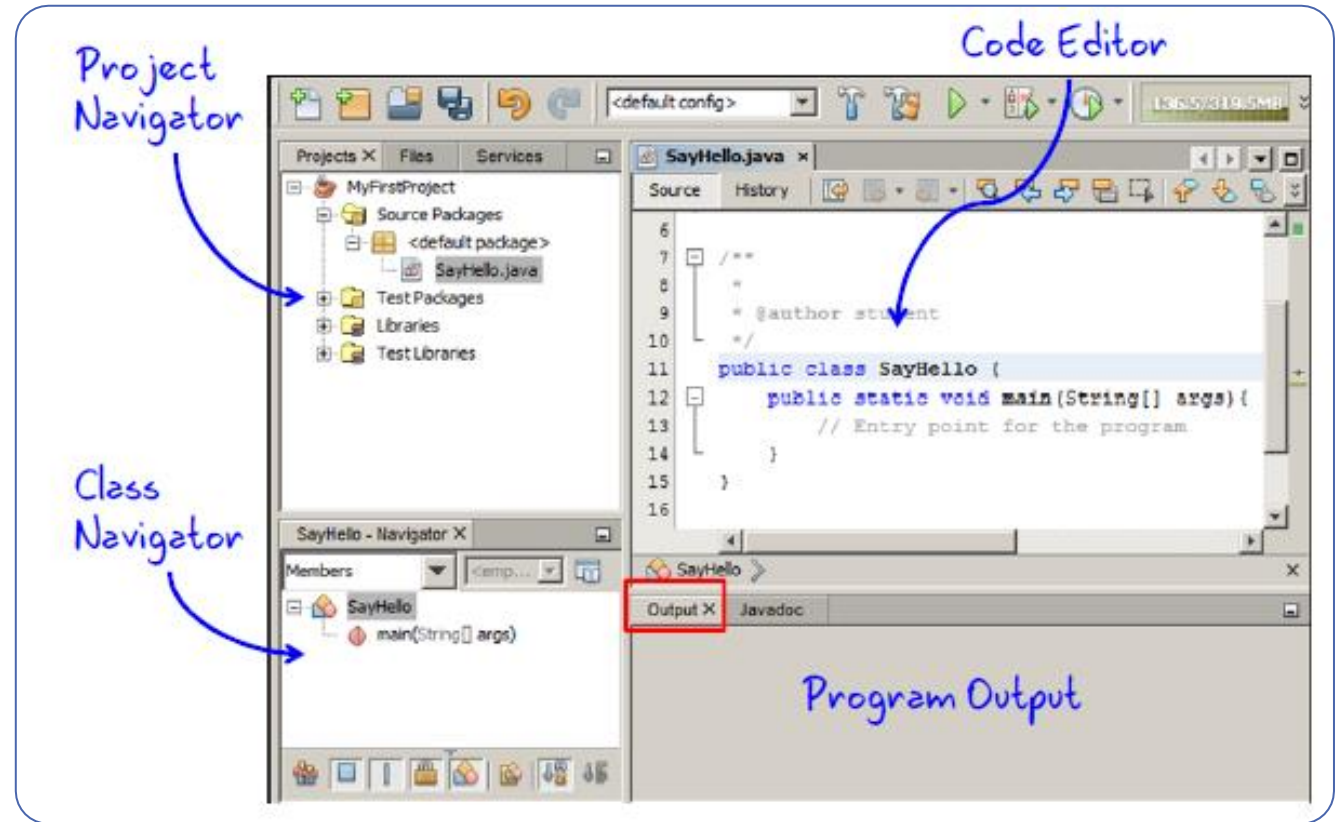 Project
Navigator
Code Editor
<default config>
Projects
Files
Services
MyFirstProject
Source Packages
<default package>
SayHello.java
Test Packages
Libraries
Test Libraries
SayHello.java
Source
History
6
7 /**
8 *
9 * @author student
10 */
11 public class SayHello {
12 public static void main(String[] args){
13 // Entry point for the program
14 }
15 }
16
Class
Navigator
SayHello - Navigator
Members
<emp...
SayHello
main(String[] args)
SayHello
Output
Javadoc
Program Output